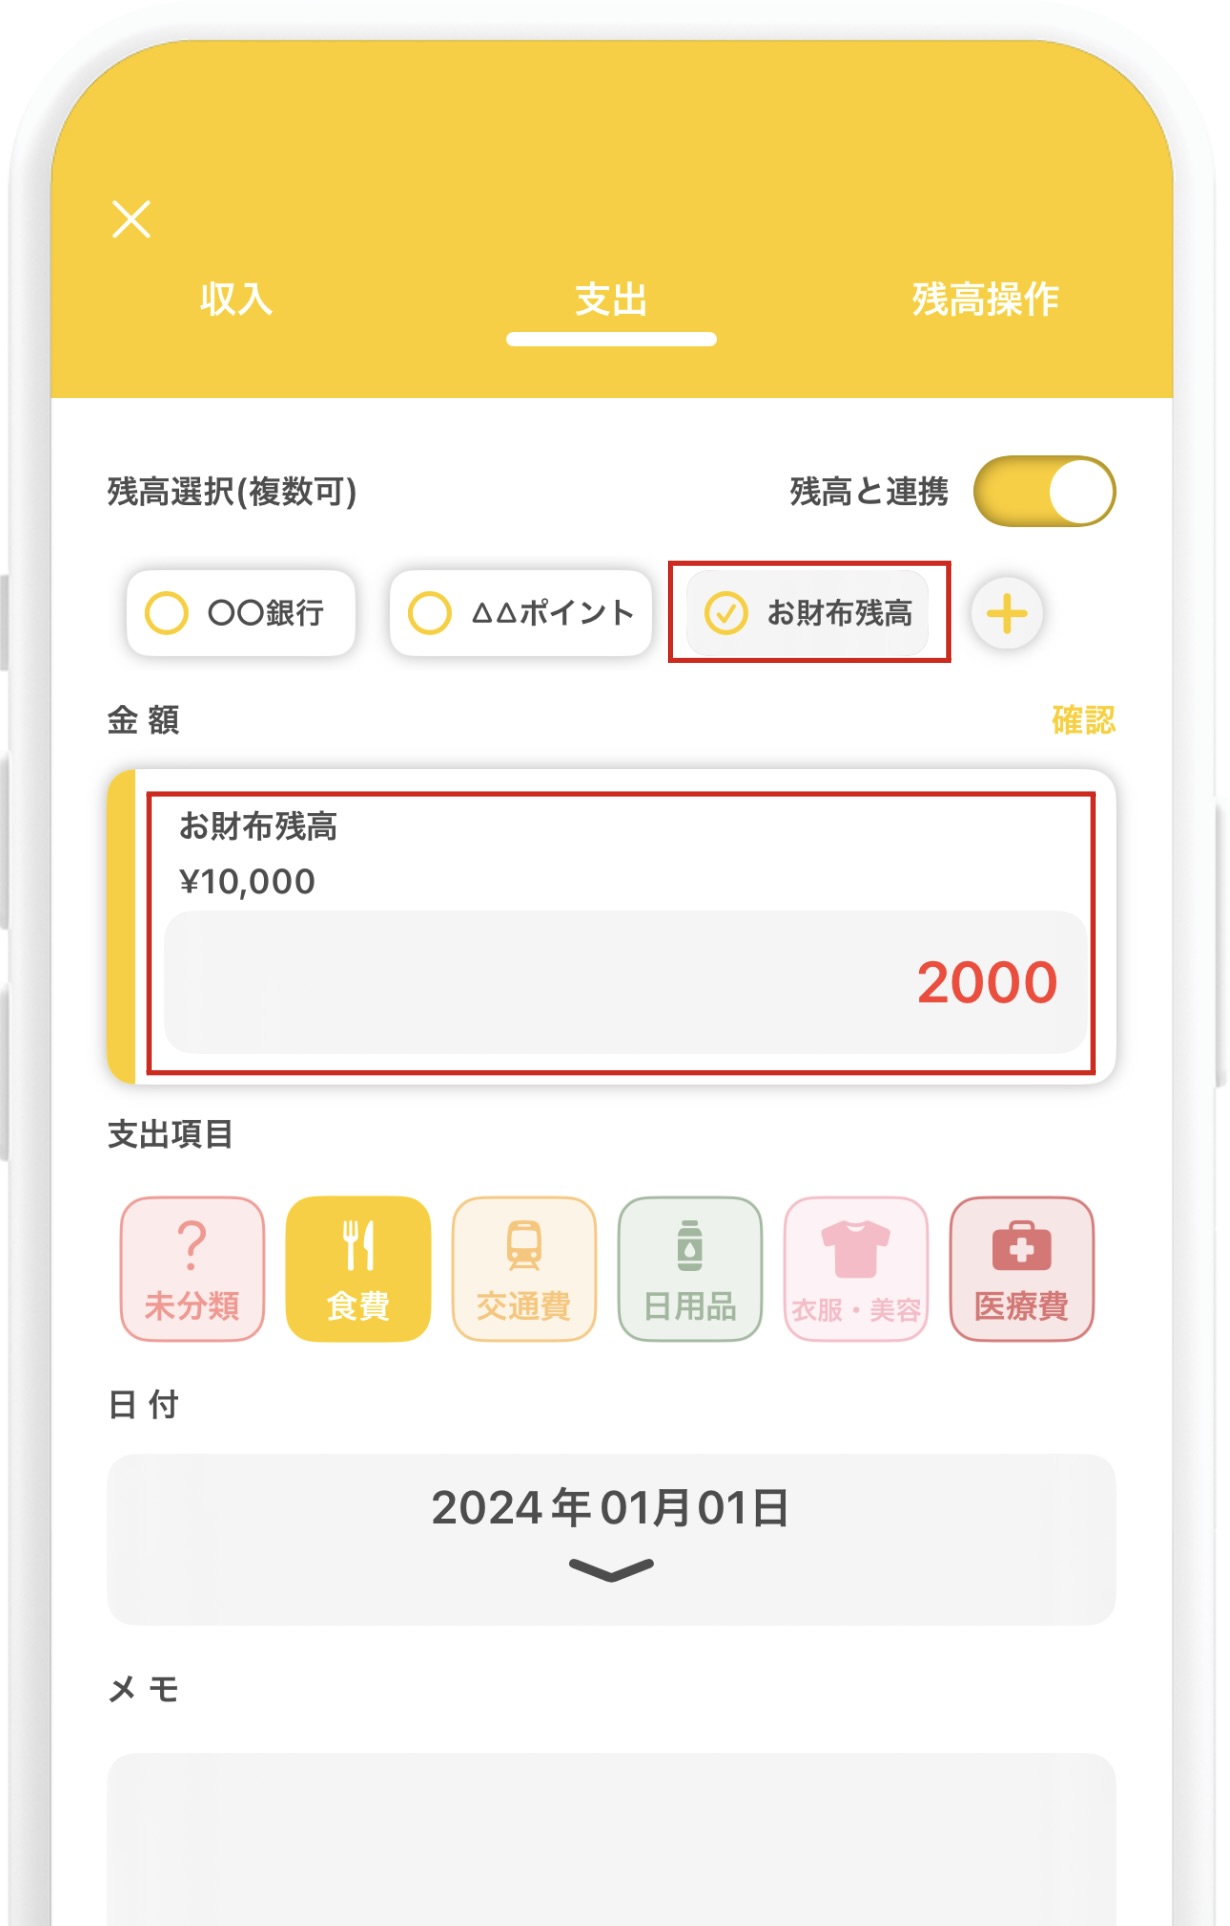 収入 支出 残高操作
残高選択(複数可) 残高と連携
〇〇銀行 △△ポイント お財布残高
金 額 確認
お財布残高
¥10,000
2000
支出項目
未分類 食費 交通費 日用品 衣服・美容 医療費
日 付
2024年01月01日
メ モ